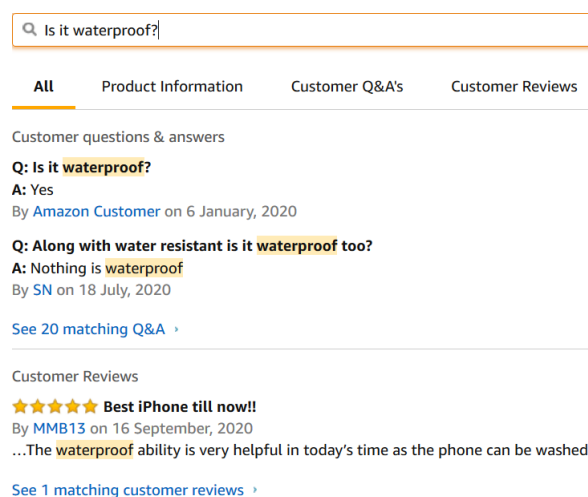 Is it waterproof?
All Product Information Customer Q&A's Customer Reviews
Customer questions & answers
Q: Is it waterproof?
A: Yes
By Amazon Customer on 6 January, 2020
Q: Along with water resistant is it waterproof too?
A: Nothing is waterproof
By SN on 18 July, 2020
See 20 matching Q&A ›
Customer Reviews
Best iPhone till now!!
By MMB13 on 16 September, 2020
...The waterproof ability is very helpful in today's time as the phone can be washed
See 1 matching customer reviews ›